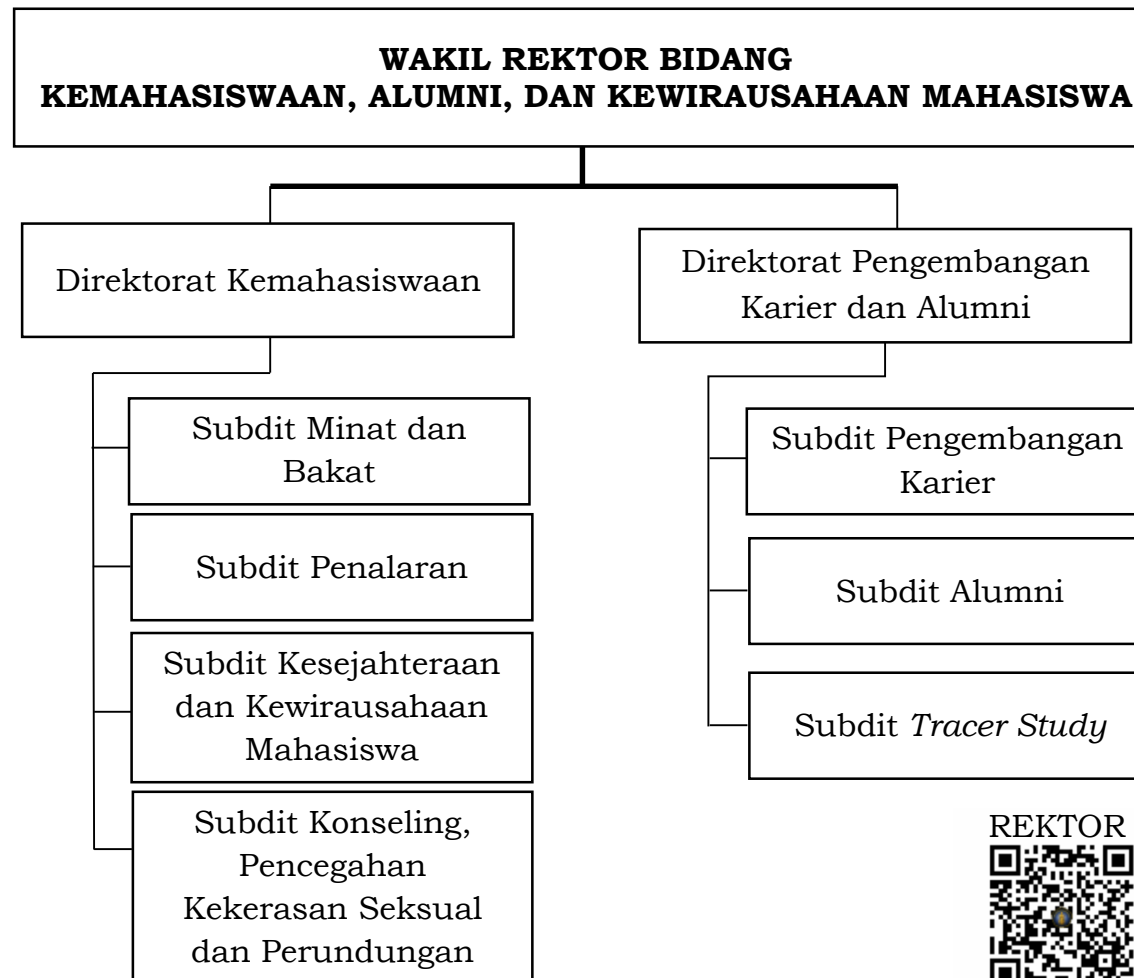 WAKIL REKTOR BIDANG
KEMAHASISWAAN, ALUMNI, DAN KEWIRAUSAHAAN MAHASISWA
Direktorat Kemahasiswaan
Subdit Minat dan
Bakat
Subdit Penalaran
Subdit Kesejahteraan
dan Kewirausahaan
Mahasiswa
Subdit Konseling,
Pencegahan
Kekerasan Seksual
dan Perundungan
Direktorat Pengembangan
Karier dan Alumni
Subdit Pengembangan
Karier
Subdit Alumni
Subdit Tracer Study
REKTOR